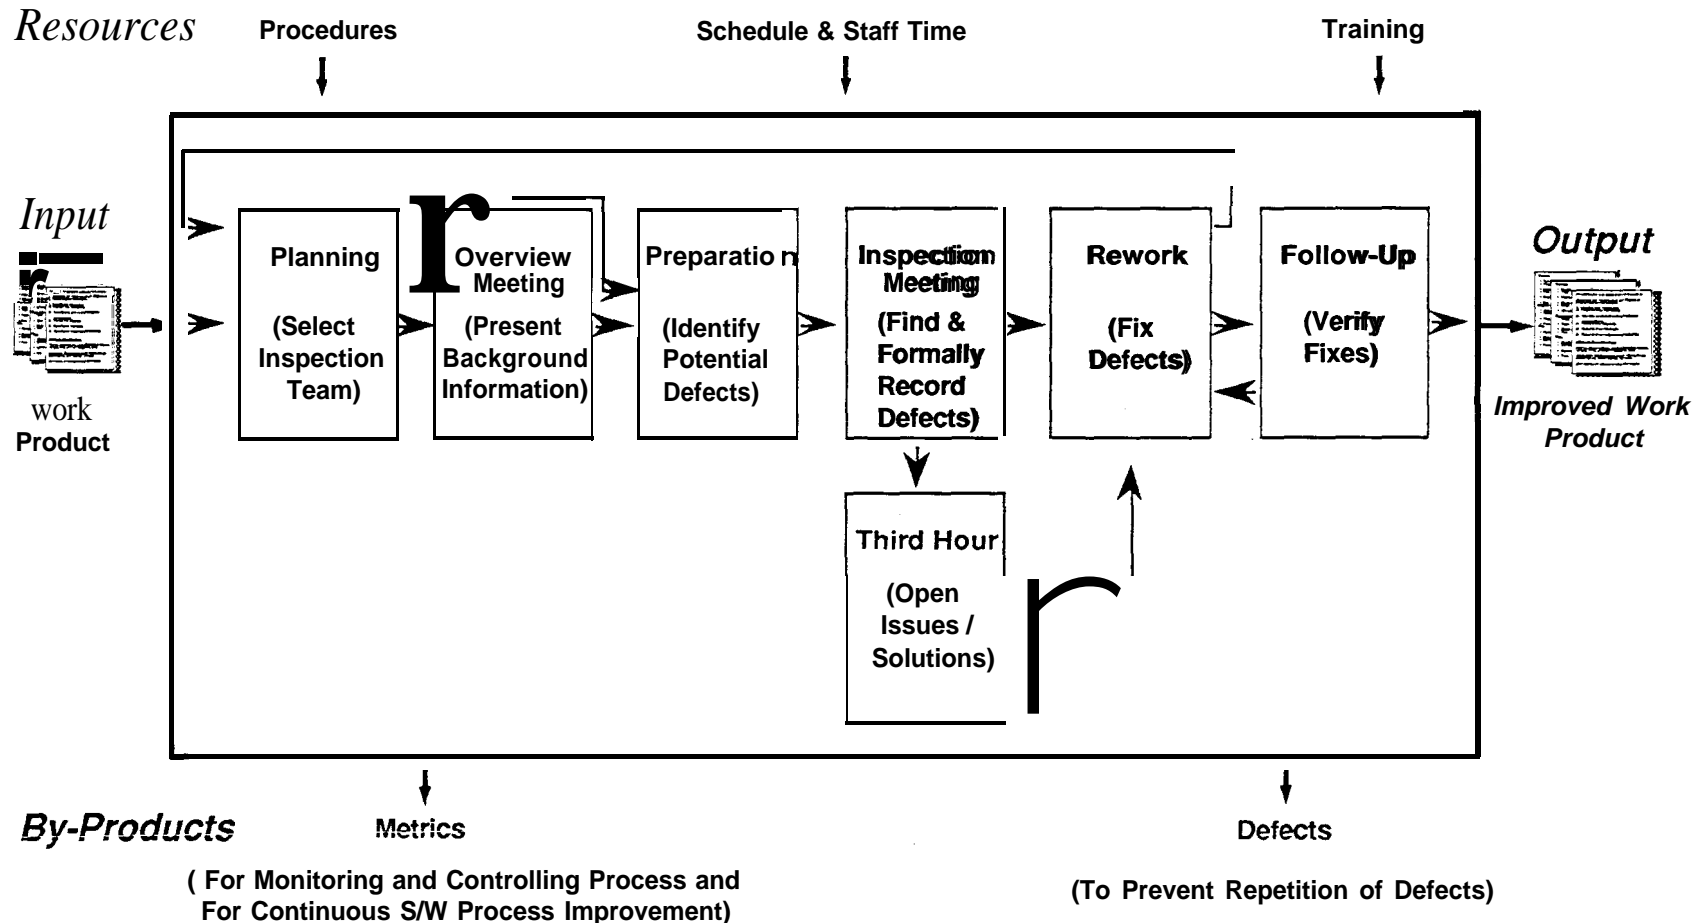 Resources
Procedures
Schedule & Staff Time
Training
Input
work
Product
Planning
(Select
Inspection
Team)
r
Overview
Meeting
(Present
Background
Information)
Preparation
(Identify
Potential
Defects)
Inspection
Meeting
(Find &
Formally
Record
Defects)
Rework
(Fix
Defects)
Follow-Up
(Verify
Fixes)
Output
Improved Work
Product
Third Hour
(Open
Issues /
Solutions)
r
By-Products
Metrics
( For Monitoring and Controlling Process and
For Continuous S/W Process Improvement)
Defects
(To Prevent Repetition of Defects)